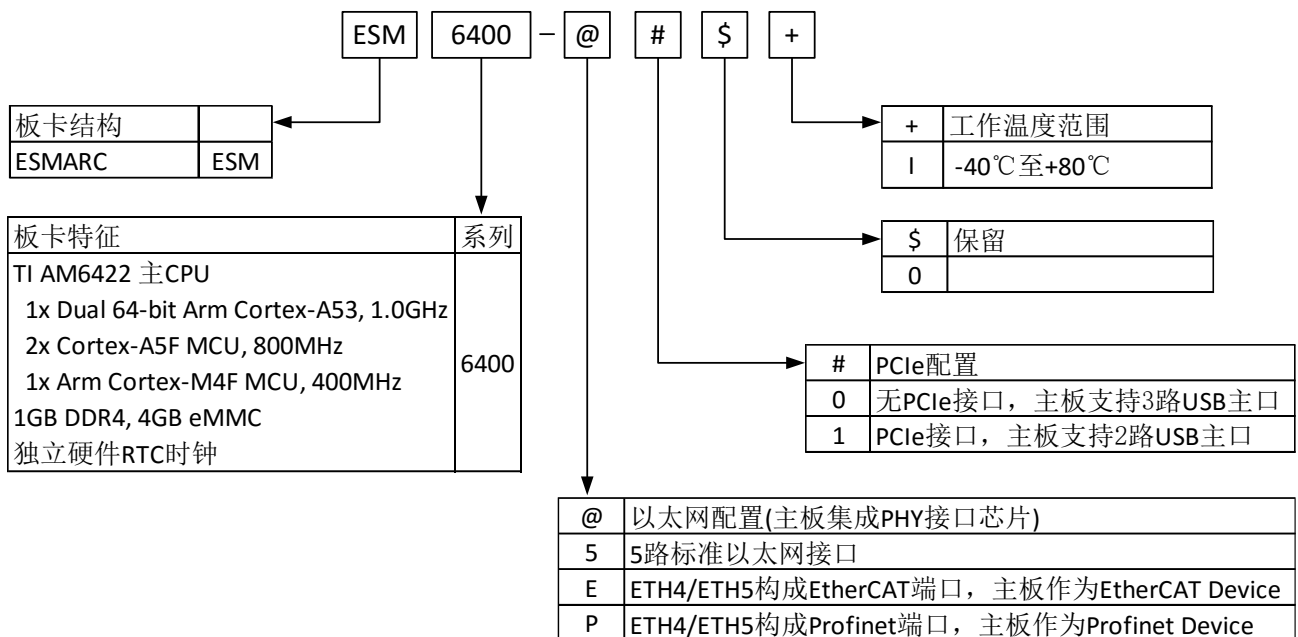 ESM 6400 – @ # $ +
板卡结构
ESMARC ESM
+ 工作温度范围
I -40℃至+80℃
板卡特征 系列
TI AM6422 主CPU
1x Dual 64-bit Arm Cortex-A53, 1.0GHz
2x Cortex-A5F MCU, 800MHz
1x Arm Cortex-M4F MCU, 400MHz
1GB DDR4, 4GB eMMC
独立硬件RTC时钟
6400
$ 保留
0
# PCIe配置
0 无PCIe接口，主板支持3路USB主口
1 PCIe接口，主板支持2路USB主口
@ 以太网配置(主板集成PHY接口芯片)
5 5路标准以太网接口
E ETH4/ETH5构成EtherCAT端口，主板作为EtherCAT Device
P ETH4/ETH5构成Profinet端口，主板作为Profinet Device